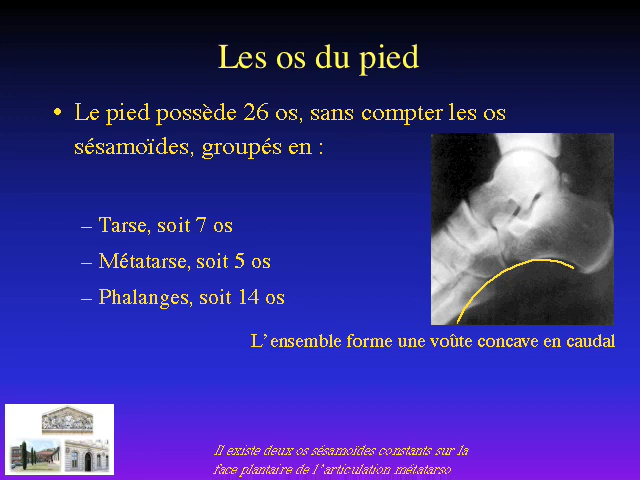 Les os du pied
• Le pied possède 26 os, sans compter les os
sésamoïdes, groupés en :
– Tarse, soit 7 os
– Métatarse, soit 5 os
– Phalanges, soit 14 os
L’ensemble forme une voûte concave en caudal
Il existe deux os sésamoïdes constants sur la
face plantaire de l’articulation métatarso